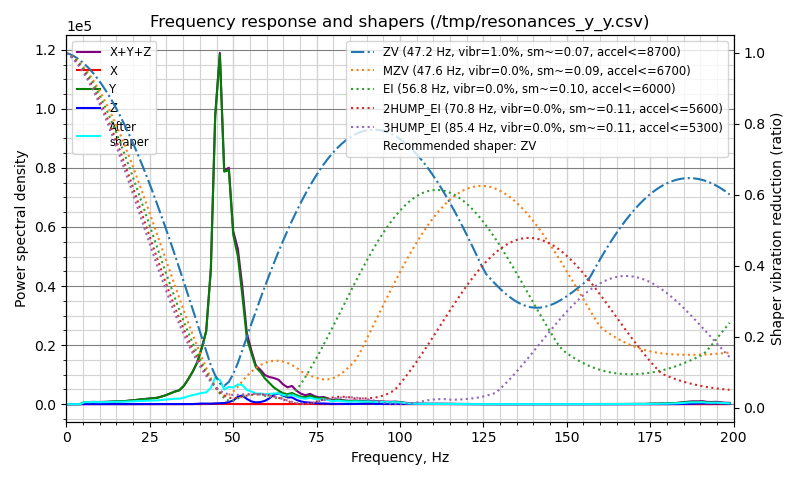 Frequency response and shapers (/tmp/resonances_y_y.csv)
1e5
X+Y+Z
X
Y
Z
After
shaper
ZV (47.2 Hz, vibr=1.0%, sm~=0.07, accel<=8700)
MZV (47.6 Hz, vibr=0.0%, sm~=0.09, accel<=6700)
EI (56.8 Hz, vibr=0.0%, sm~=0.10, accel<=6000)
2HUMP_EI (70.8 Hz, vibr=0.0%, sm~=0.11, accel<=5600)
3HUMP_EI (85.4 Hz, vibr=0.0%, sm~=0.11, accel<=5300)
Recommended shaper: ZV
Power spectral density
1.2
1.0
0.8
0.6
0.4
0.2
0.0
Shaper vibration reduction (ratio)
1.0
0.8
0.6
0.4
0.2
0.0
0 25 50 75 100 125 150 175 200
Frequency, Hz